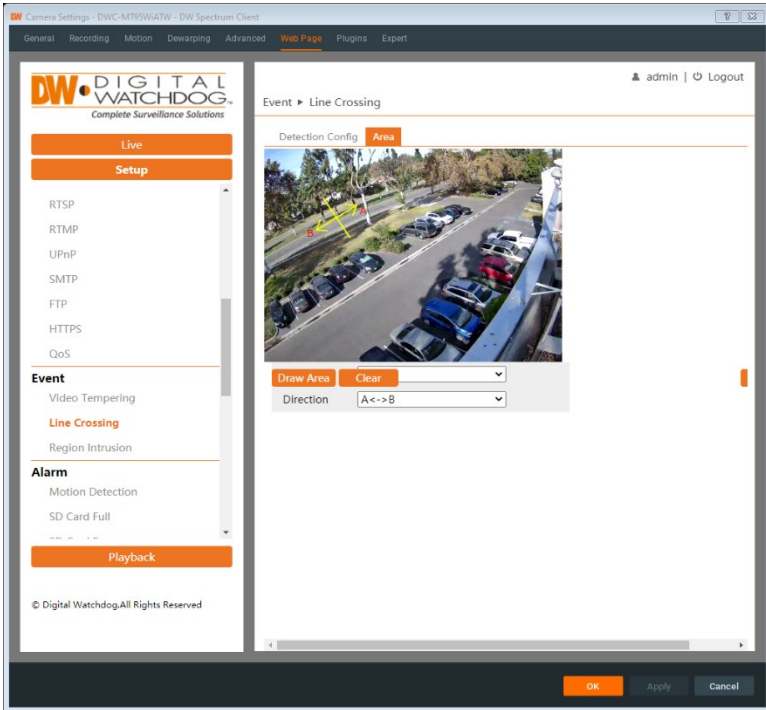 DW Camera Settings - DWC-MT95WiATW - DW Spectrum Client
General Recording Motion Dewarping Advanced Web Page Plugins Expert
DW DIGITAL
WATCHDOG
Complete Surveillance Solutions
Live
Setup
RTSP
RTMP
UPnP
SMTP
FTP
HTTPS
QoS
Event
Video Tempering
Line Crossing
Region Intrusion
Alarm
Motion Detection
SD Card Full
Playback
© Digital Watchdog.All Rights Reserved
admin | Logout
Event ▸ Line Crossing
Detection Config Area
A
B
Draw Area Clear
Direction A<->B
OK Apply Cancel